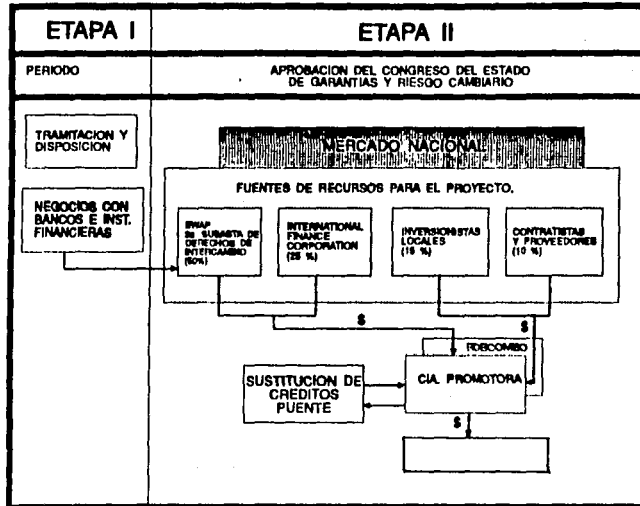 ETAPA I
ETAPA II
PERIODO
APROBACION DEL CONGRESO DEL ESTADO
DE GARANTIAS Y RIESGO CAMBIARIO
TRAMITACION Y
DISPOSICION
MERCADO NACIONAL
NEGOCIOS CON
BANCOS E INST.
FINANCIERAS
FUENTES DE RECURSOS PARA EL PROYECTO.
SWAP
SUBASTA DE
DERECHOS DE
INTERCAMBIO
(50%)
INTERNATIONAL
FINANCE
CORPORATION
(25 %)
INVERSIONISTAS
LOCALES
(15 %)
CONTRATISTAS
Y PROVEEDORES
(10 %)
$
$
SUSTITUCION DE
CREDITOS
PUENTE
CIA. PROMOTORA
$